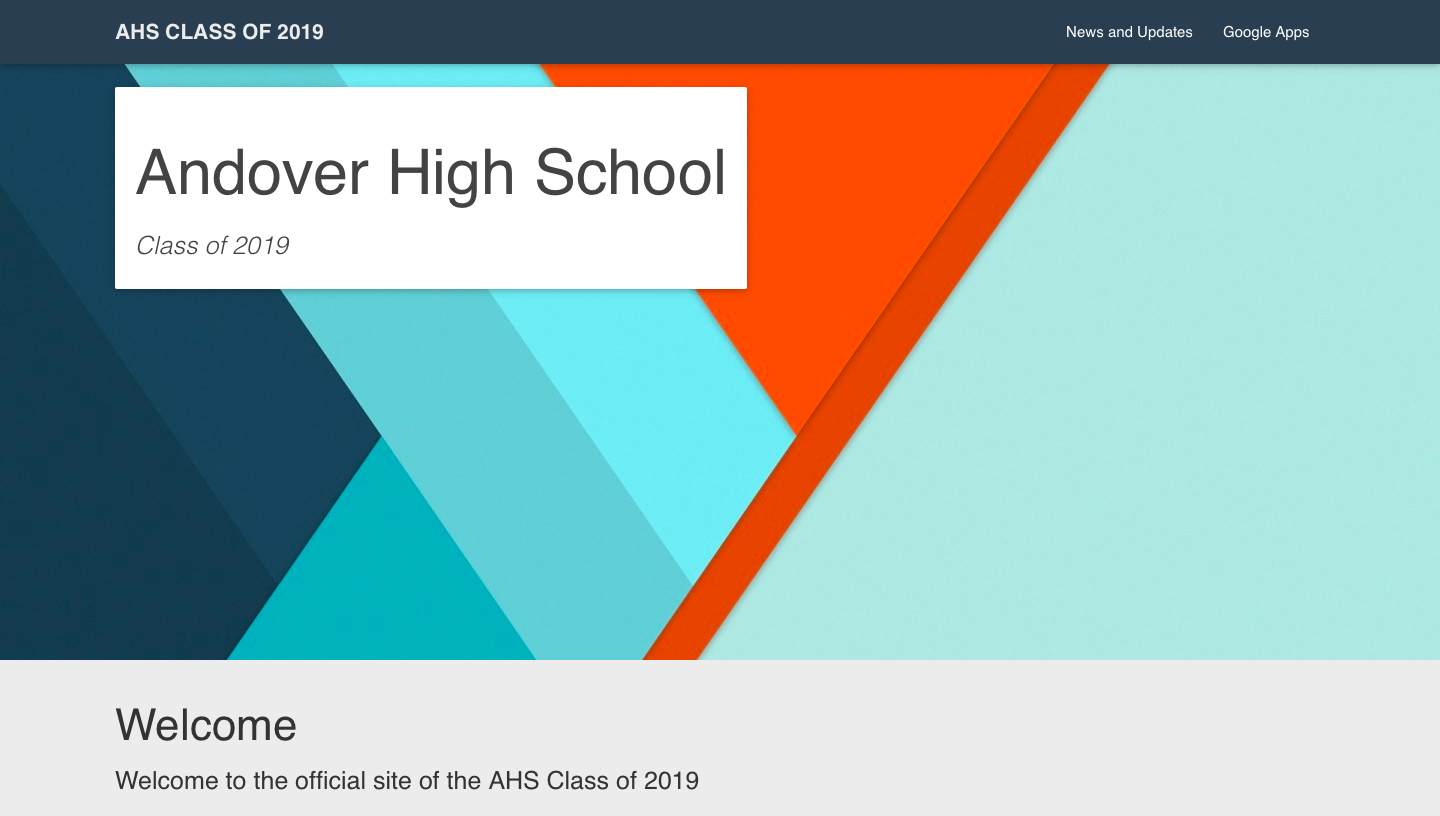 AHS CLASS OF 2019
News and Updates
Google Apps
Andover High School
Class of 2019
Welcome
Welcome to the official site of the AHS Class of 2019